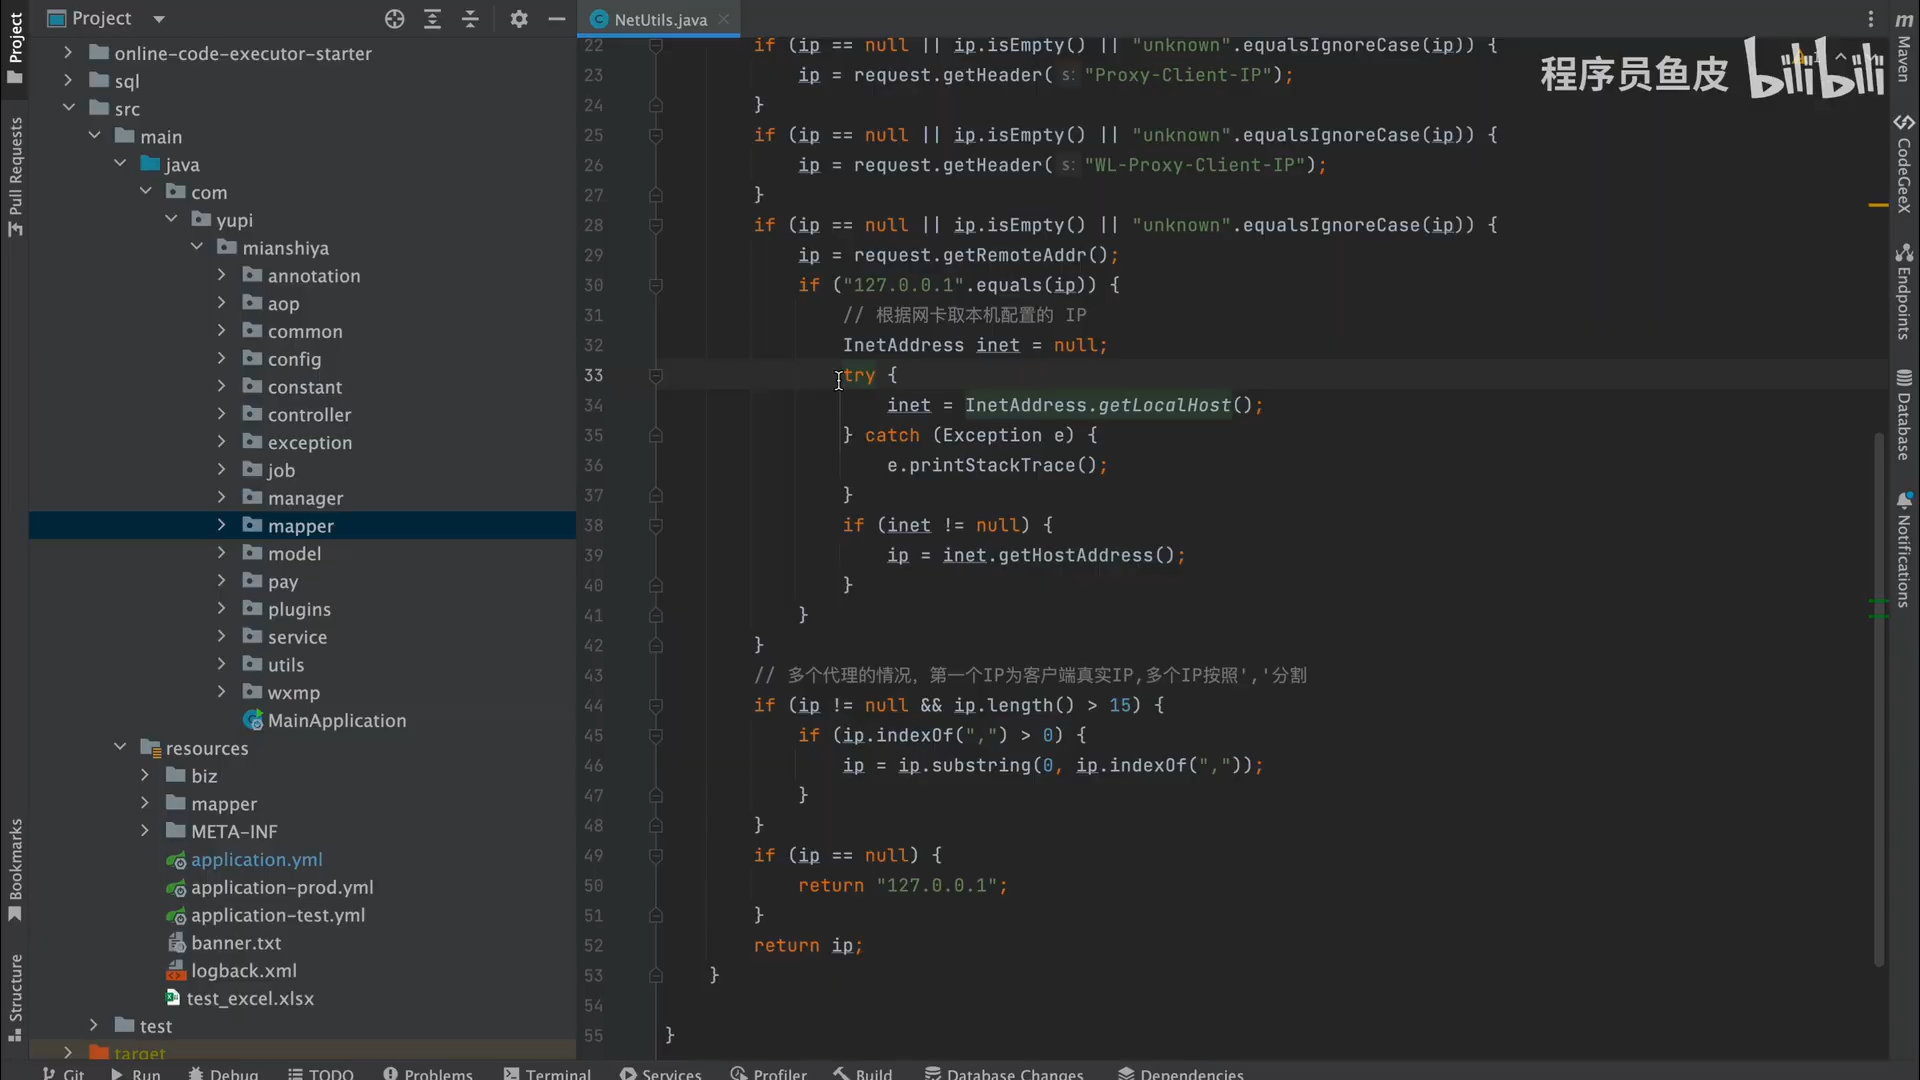 Project
online-code-executor-starter
sql
src
main
java
com
yupi
mianshiya
annotation
aop
common
config
constant
controller
exception
job
manager
mapper
model
pay
plugins
service
utils
wxmp
MainApplication
resources
biz
mapper
META-INF
application.yml
application-prod.yml
application-test.yml
banner.txt
logback.xml
test_excel.xlsx
test
target
Project
Pull Requests
Bookmarks
Structure
NetUtils.java
程序员鱼皮 bilibili
22 if (ip == null || ip.isEmpty() || "unknown".equalsIgnoreCase(ip)) {
23 ip = request.getHeader( s: "Proxy-Client-IP");
24 }
25 if (ip == null || ip.isEmpty() || "unknown".equalsIgnoreCase(ip)) {
26 ip = request.getHeader( s: "WL-Proxy-Client-IP");
27 }
28 if (ip == null || ip.isEmpty() || "unknown".equalsIgnoreCase(ip)) {
29 ip = request.getRemoteAddr();
30 if ("127.0.0.1".equals(ip)) {
31 // 根据网卡取本机配置的 IP
32 InetAddress inet = null;
33 try {
34 inet = InetAddress.getLocalHost();
35 } catch (Exception e) {
36 e.printStackTrace();
37 }
38 if (inet != null) {
39 ip = inet.getHostAddress();
40 }
41 }
42 }
43 // 多个代理的情况，第一个IP为客户端真实IP,多个IP按照','分割
44 if (ip != null && ip.length() > 15) {
45 if (ip.indexOf(",") > 0) {
46 ip = ip.substring(0, ip.indexOf(","));
47 }
48 }
49 if (ip == null) {
50 return "127.0.0.1";
51 }
52 return ip;
53 }
54
55 }
m
Maven
CodeGeeX
Endpoints
Database
Notifications
Git Run Debug TODO Problems Terminal Services Profiler Build Database Changes Dependencies